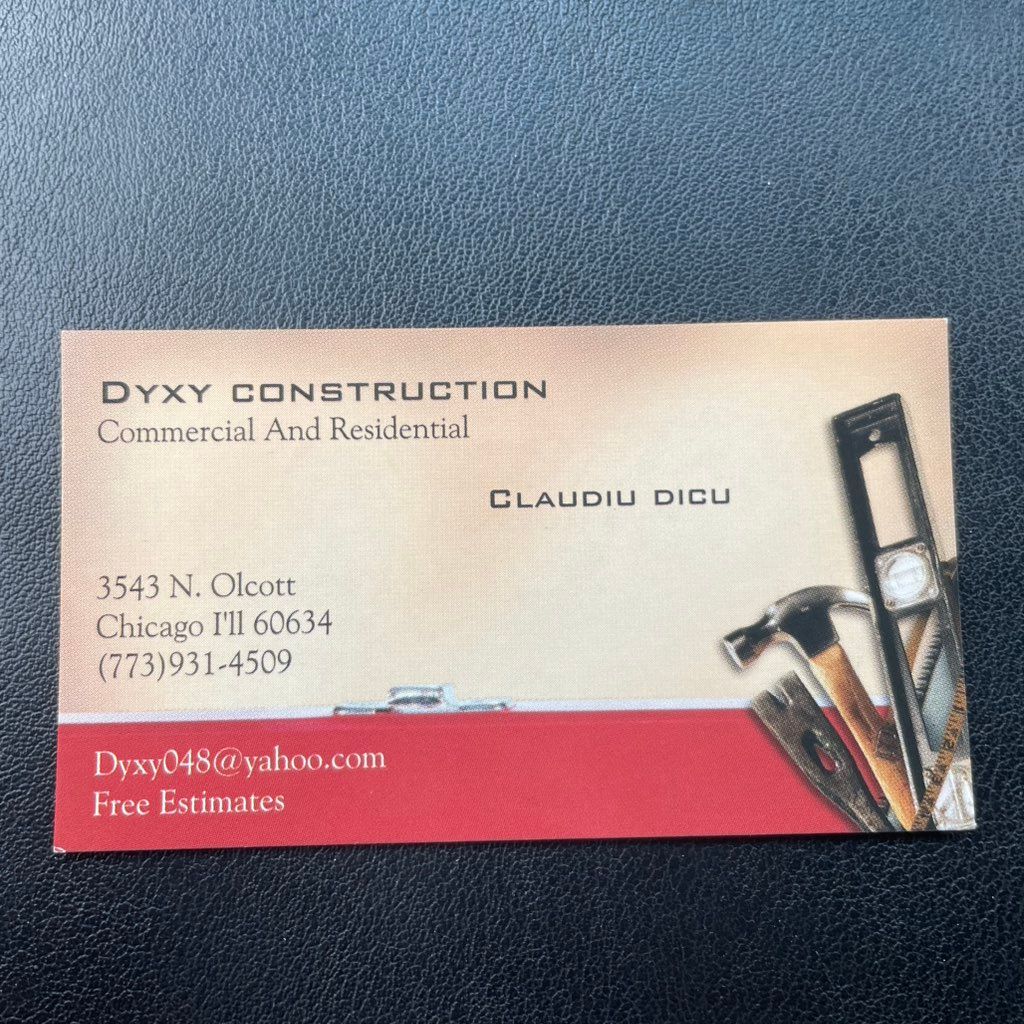 Dyxy construction
Commercial And Residential
Claudiu dicu
3543 N. Olcott
Chicago I'll 60634
(773)931-4509
Dyxy048@yahoo.com
Free Estimates